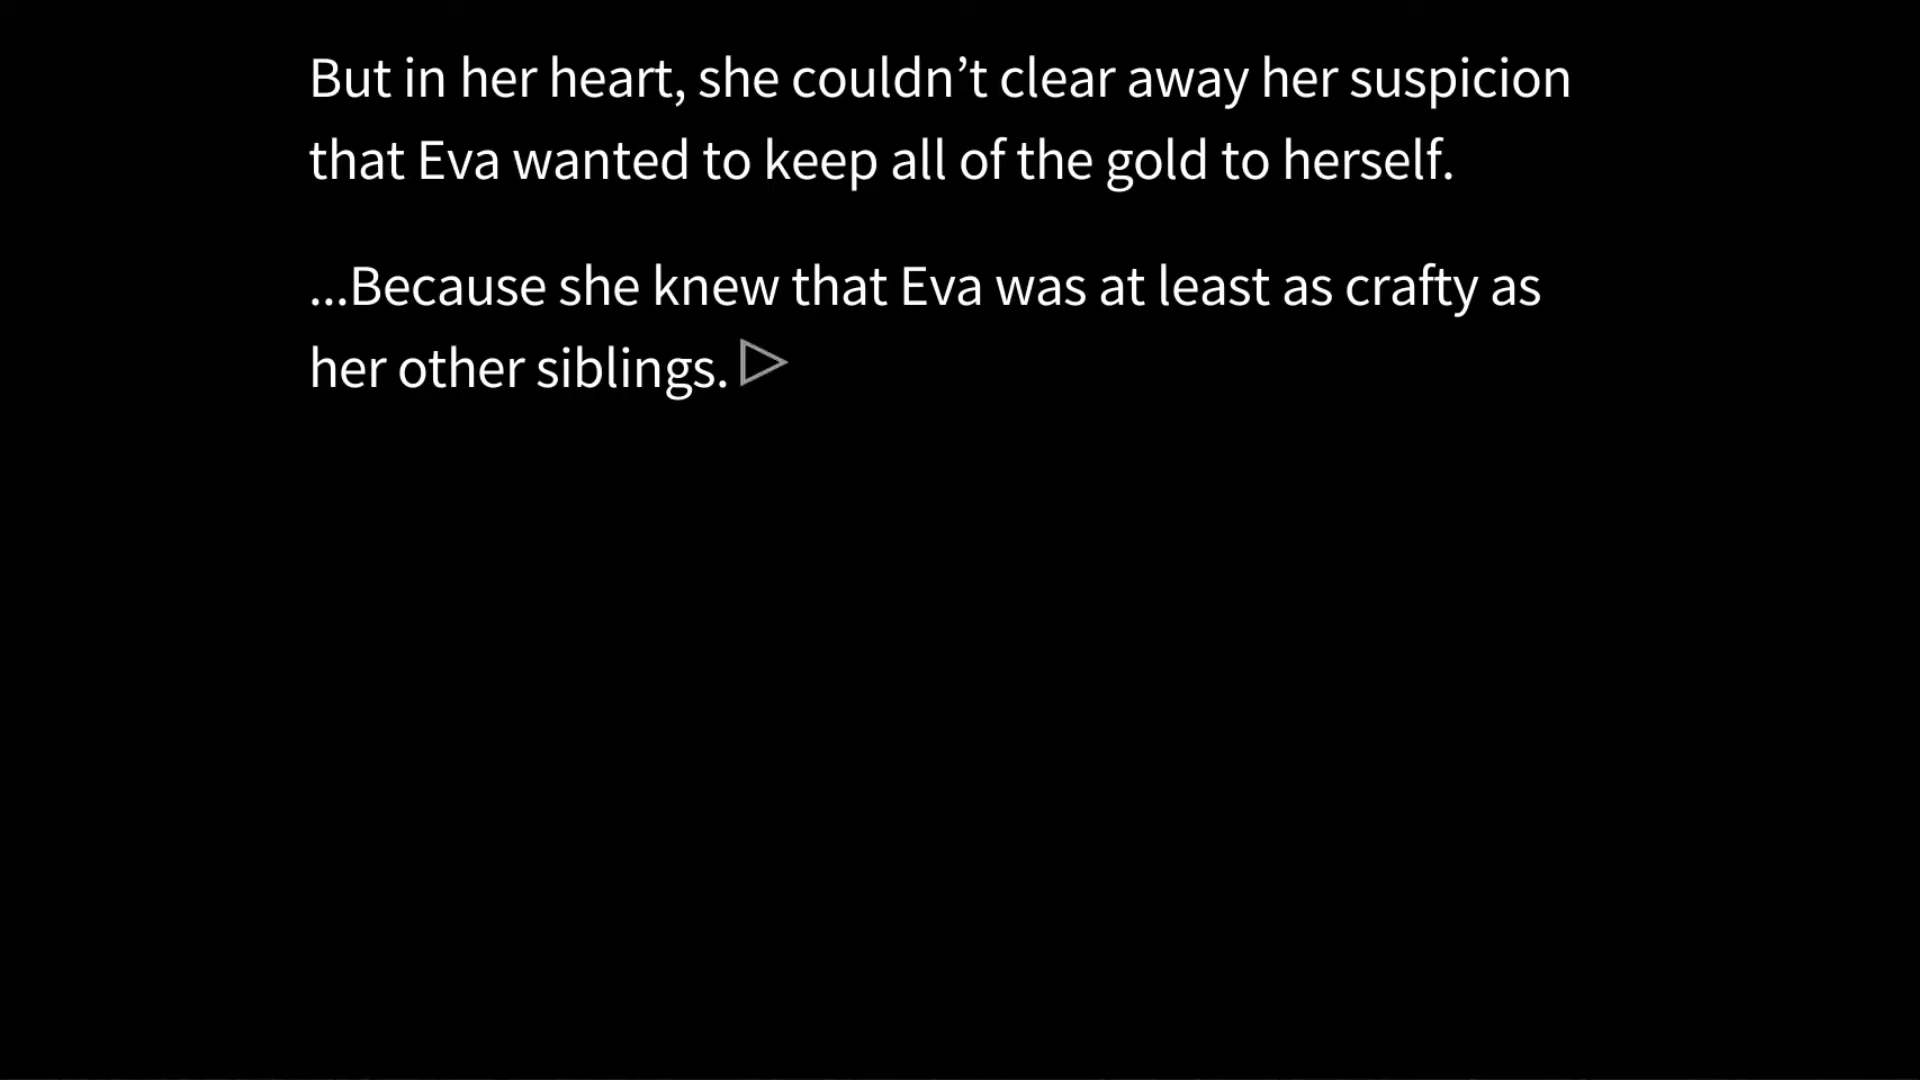 But in her heart, she couldn’t clear away her suspicion
that Eva wanted to keep all of the gold to herself.
...Because she knew that Eva was at least as crafty as
her other siblings.